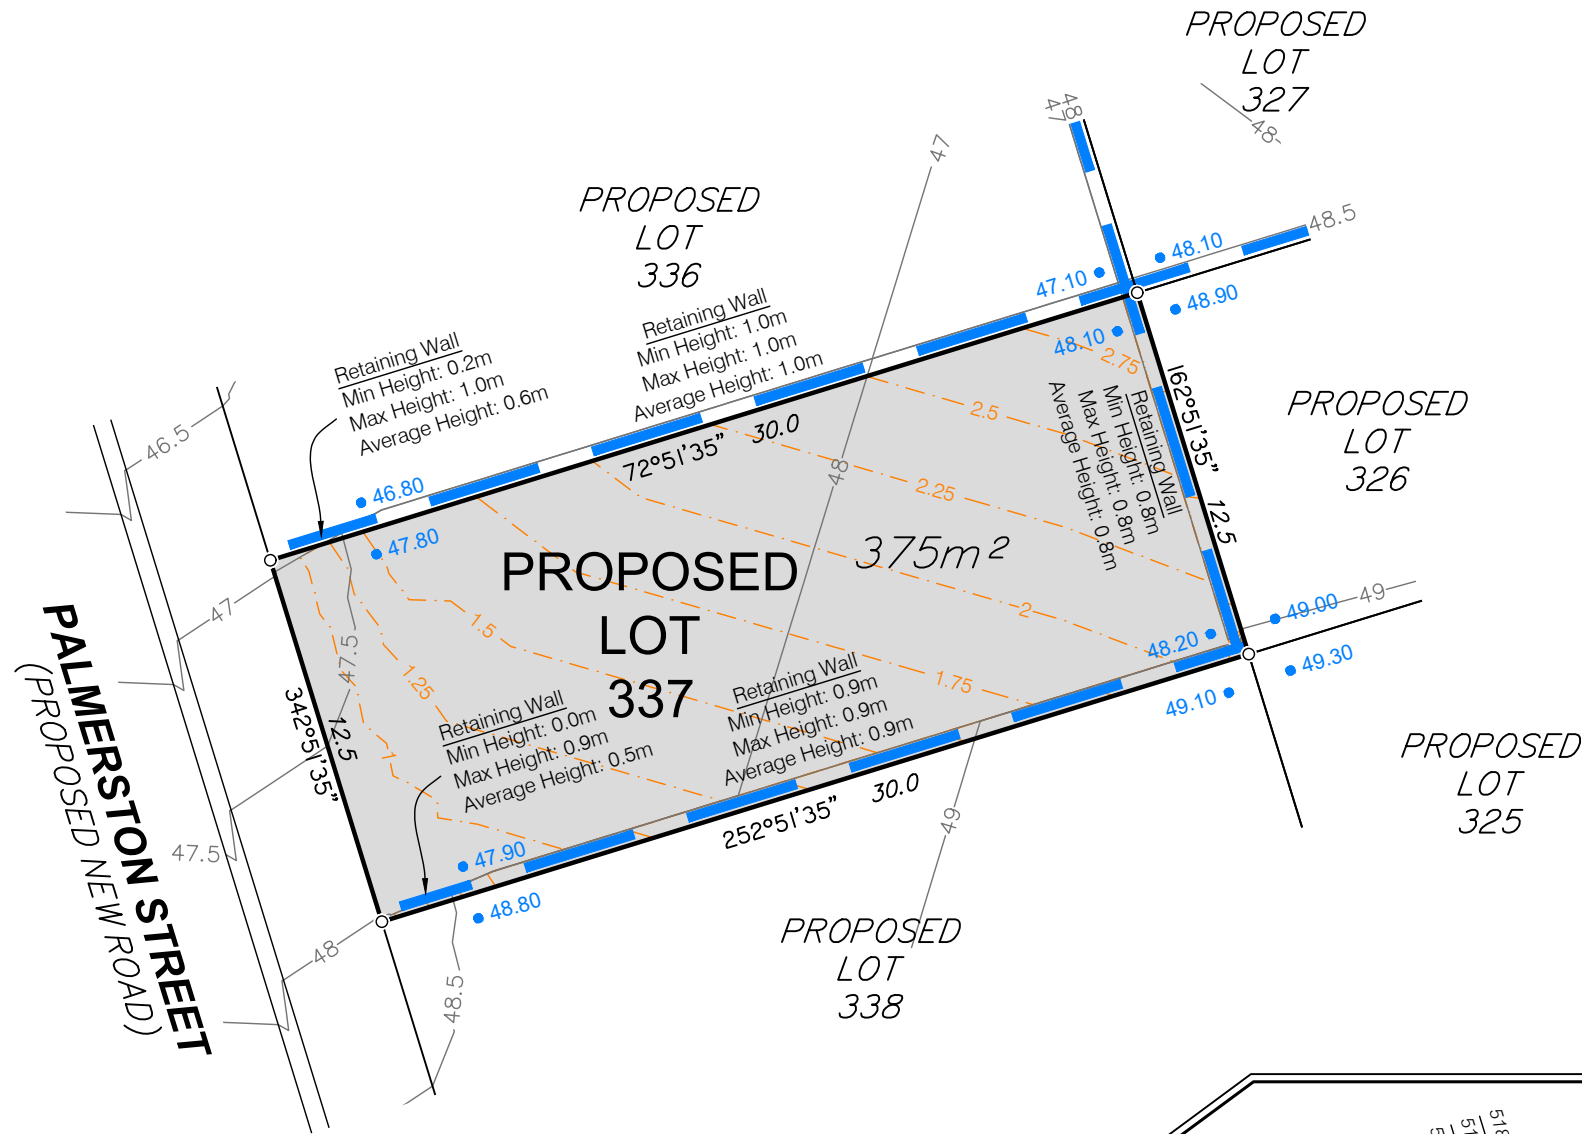 PROPOSED
LOT
327
48
47
48
47
48.5
PROPOSED
LOT
336
48.10
47.10
48.90
48.10
2.75
Retaining Wall
Min Height: 0.2m
Max Height: 1.0m
Average Height: 0.6m
Retaining Wall
Min Height: 1.0m
Max Height: 1.0m
Average Height: 1.0m
162°51'35"
12.5
Retaining Wall
Min Height: 0.8m
Max Height: 0.8m
Average Height: 0.8m
PROPOSED
LOT
326
46.5
72°51'35" 30.0
2.5
48
2.25
46.80
47.80
375m²
PROPOSED
LOT
337
47
47.5
1.5
1.25
1
2
1.75
49
49.00
48.20
49.30
49.10
342°51'35"
12.5
Retaining Wall
Min Height: 0.0m
Max Height: 0.9m
Average Height: 0.5m
Retaining Wall
Min Height: 0.9m
Max Height: 0.9m
Average Height: 0.9m
252°51'35" 30.0
49
PROPOSED
LOT
325
PALMERSTON STREET
(PROPOSED NEW ROAD)
47.5
47.90
48.80
48
48.5
PROPOSED
LOT
338
48